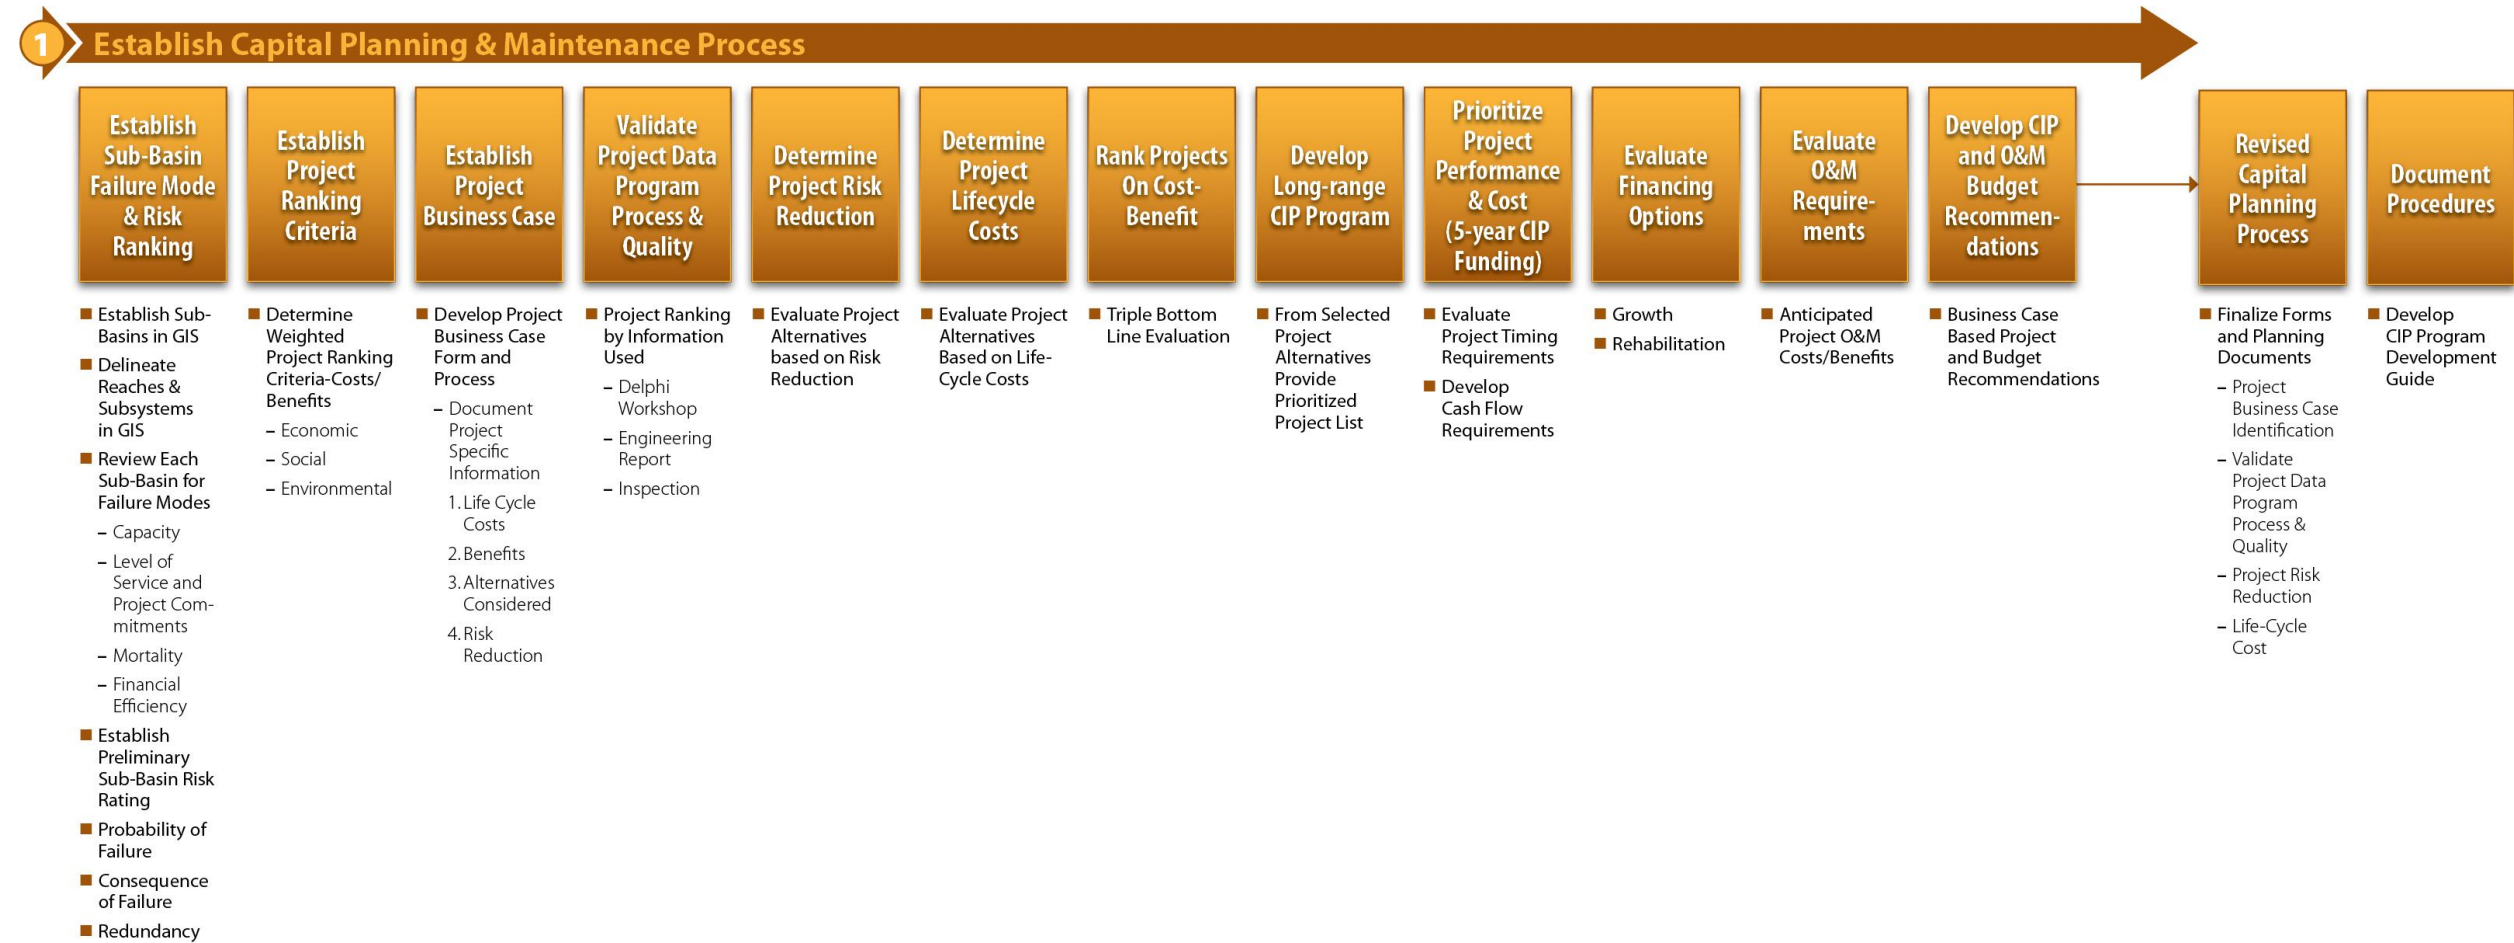 1 Establish Capital Planning & Maintenance Process
Establish
Sub-Basin
Failure Mode
& Risk
Ranking
■ Establish Sub-
Basins in GIS
■ Delineate
Reaches &
Subsystems
in GIS
■ Review Each
Sub-Basin for
Failure Modes
– Capacity
– Level of
Service and
Project Com-
mitments
– Mortality
– Financial
Efficiency
■ Establish
Preliminary
Sub-Basin Risk
Rating
■ Probability of
Failure
■ Consequence
of Failure
■ Redundancy
Establish
Project
Ranking
Criteria
■ Determine
Weighted
Project Ranking
Criteria-Costs/
Benefits
– Economic
– Social
– Environmental
Establish
Project
Business Case
■ Develop Project
Business Case
Form and
Process
– Document
Project
Specific
Information
1. Life Cycle
Costs
2. Benefits
3. Alternatives
Considered
4. Risk
Reduction
Validate
Project Data
Program
Process &
Quality
■ Project Ranking
by Information
Used
– Delphi
Workshop
– Engineering
Report
– Inspection
Determine
Project Risk
Reduction
■ Evaluate Project
Alternatives
based on Risk
Reduction
Determine
Project
Lifecycle
Costs
■ Evaluate Project
Alternatives
Based on Life-
Cycle Costs
Rank Projects
On Cost-
Benefit
■ Triple Bottom
Line Evaluation
Develop
Long-range
CIP Program
■ From Selected
Project
Alternatives
Provide
Prioritized
Project List
Prioritize
Project
Performance
& Cost
(5-year CIP
Funding)
■ Evaluate
Project Timing
Requirements
■ Develop
Cash Flow
Requirements
Evaluate
Financing
Options
■ Growth
■ Rehabilitation
Evaluate
O&M
Require-
ments
■ Anticipated
Project O&M
Costs/Benefits
Develop CIP
and O&M
Budget
Recommen-
dations
■ Business Case
Based Project
and Budget
Recommendations
Revised
Capital
Planning
Process
■ Finalize Forms
and Planning
Documents
– Project
Business Case
Identification
– Validate
Project Data
Program
Process &
Quality
– Project Risk
Reduction
– Life-Cycle
Cost
Document
Procedures
■ Develop
CIP Program
Development
Guide